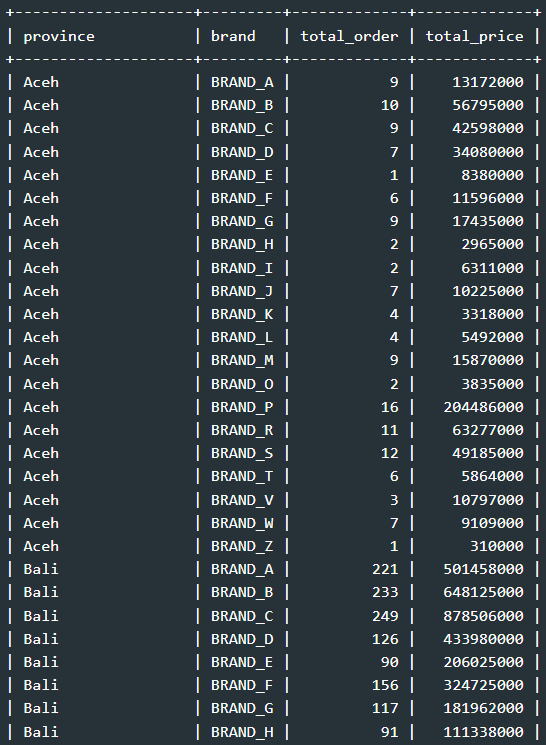 +--------------------+---------+-------------+-------------+
| province           | brand   | total_order | total_price |
+--------------------+---------+-------------+-------------+
| Aceh               | BRAND_A |           9 |    13172000 |
| Aceh               | BRAND_B |          10 |    56795000 |
| Aceh               | BRAND_C |           9 |    42598000 |
| Aceh               | BRAND_D |           7 |    34080000 |
| Aceh               | BRAND_E |           1 |     8380000 |
| Aceh               | BRAND_F |           6 |    11596000 |
| Aceh               | BRAND_G |           9 |    17435000 |
| Aceh               | BRAND_H |           2 |     2965000 |
| Aceh               | BRAND_I |           2 |     6311000 |
| Aceh               | BRAND_J |           7 |    10225000 |
| Aceh               | BRAND_K |           4 |     3318000 |
| Aceh               | BRAND_L |           4 |     5492000 |
| Aceh               | BRAND_M |           9 |    15870000 |
| Aceh               | BRAND_O |           2 |     3835000 |
| Aceh               | BRAND_P |          16 |   204486000 |
| Aceh               | BRAND_R |          11 |    63277000 |
| Aceh               | BRAND_S |          12 |    49185000 |
| Aceh               | BRAND_T |           6 |     5864000 |
| Aceh               | BRAND_V |           3 |    10797000 |
| Aceh               | BRAND_W |           7 |     9109000 |
| Aceh               | BRAND_Z |           1 |      310000 |
| Bali               | BRAND_A |         221 |   501458000 |
| Bali               | BRAND_B |         233 |   648125000 |
| Bali               | BRAND_C |         249 |   878506000 |
| Bali               | BRAND_D |         126 |   433980000 |
| Bali               | BRAND_E |          90 |   206025000 |
| Bali               | BRAND_F |         156 |   324725000 |
| Bali               | BRAND_G |         117 |   181962000 |
| Bali               | BRAND_H |          91 |   111338000 |